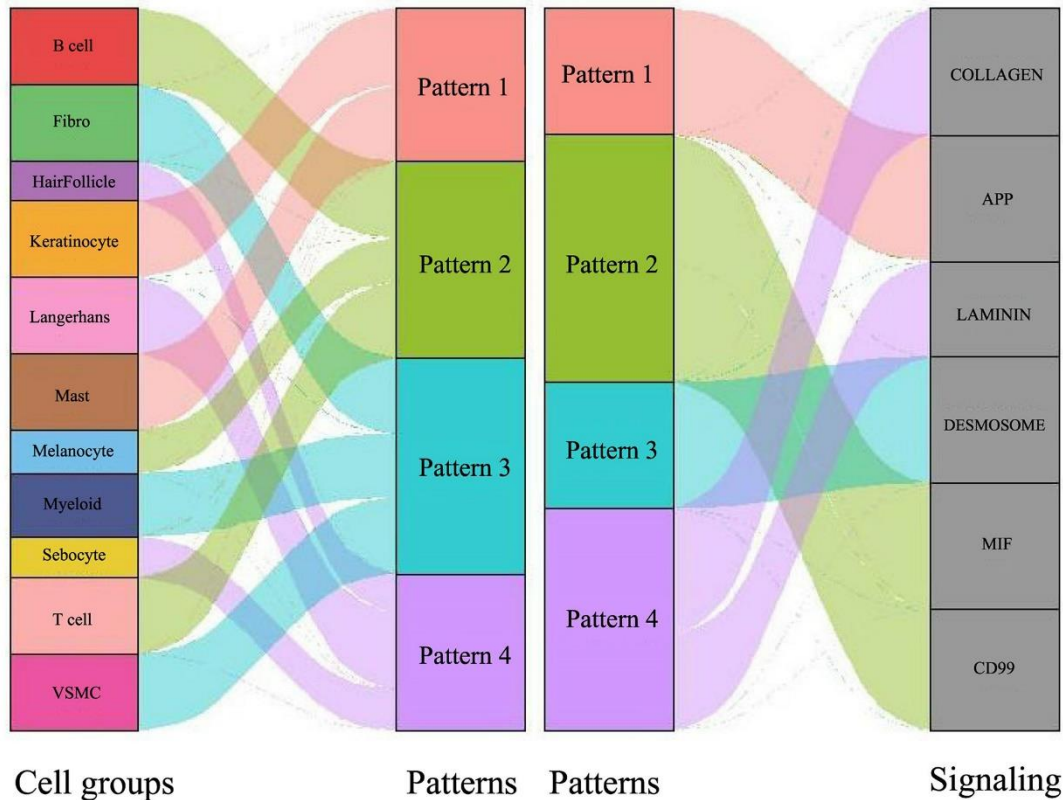 B cell
Fibro
HairFollicle
Keratinocyte
Langerhans
Mast
Melanocyte
Myeloid
Sebocyte
T cell
VSMC
Pattern 1
Pattern 2
Pattern 3
Pattern 4
Cell groups
Patterns
Pattern 1
Pattern 2
Pattern 3
Pattern 4
COLLAGEN
APP
LAMININ
DESMOSOME
MIF
CD99
Patterns
Signaling